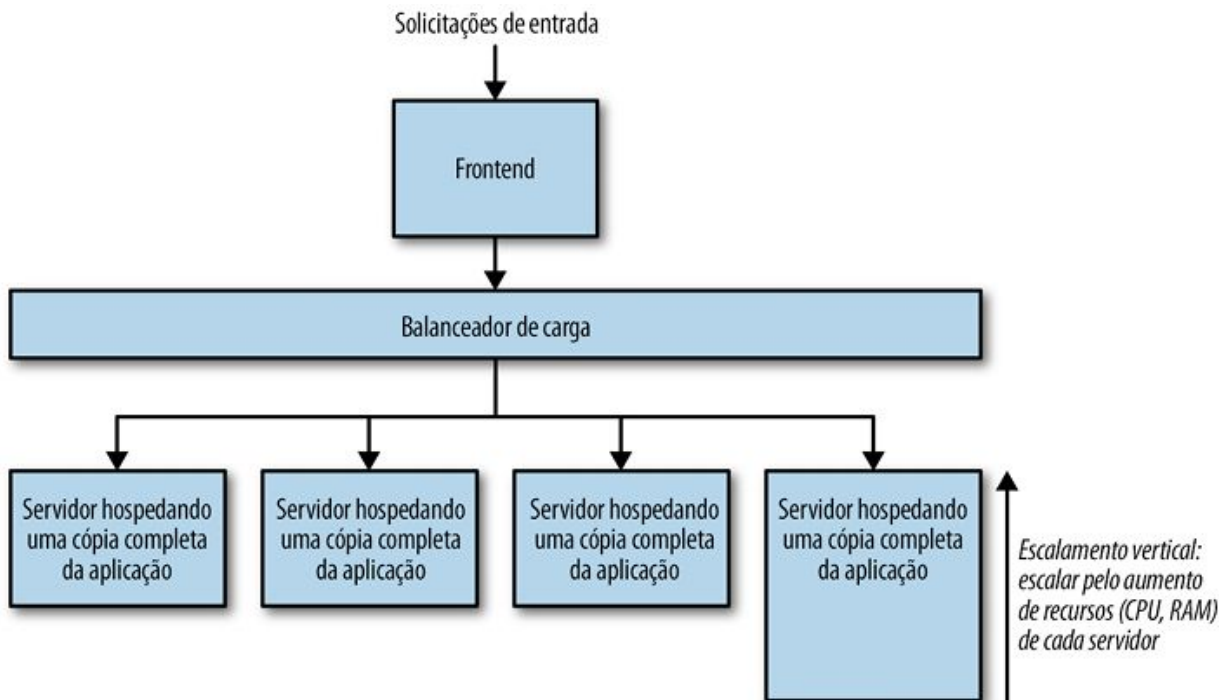 Solicitações de entrada
Frontend
Balanceador de carga
Servidor hospedando
uma cópia completa
da aplicação
Servidor hospedando
uma cópia completa
da aplicação
Servidor hospedando
uma cópia completa
da aplicação
Servidor hospedando
uma cópia completa
da aplicação
Escalamento vertical:
escalar pelo aumento
de recursos (CPU, RAM)
de cada servidor